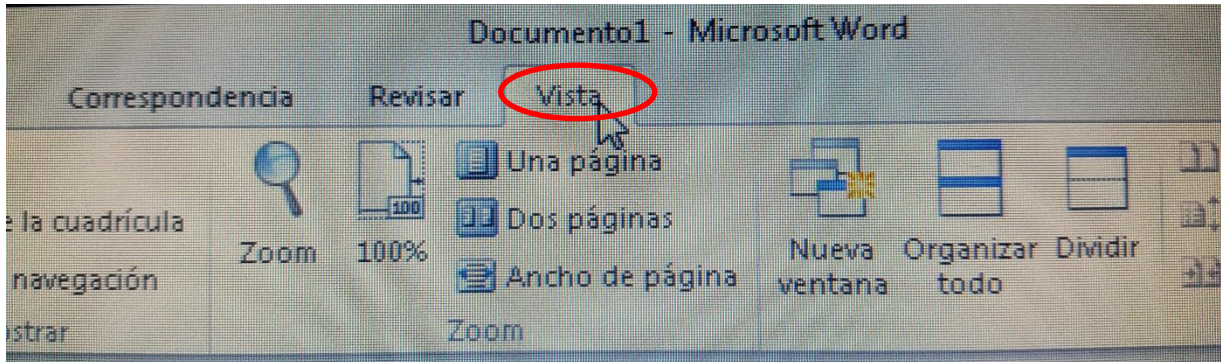 Documento1 - Microsoft Word
Correspondencia Revisar Vista
la cuadrícula
navegación
Zoom
100
100%
Una página
Dos páginas
Ancho de página
Zoom
Nueva ventana
Organizar todo
Dividir